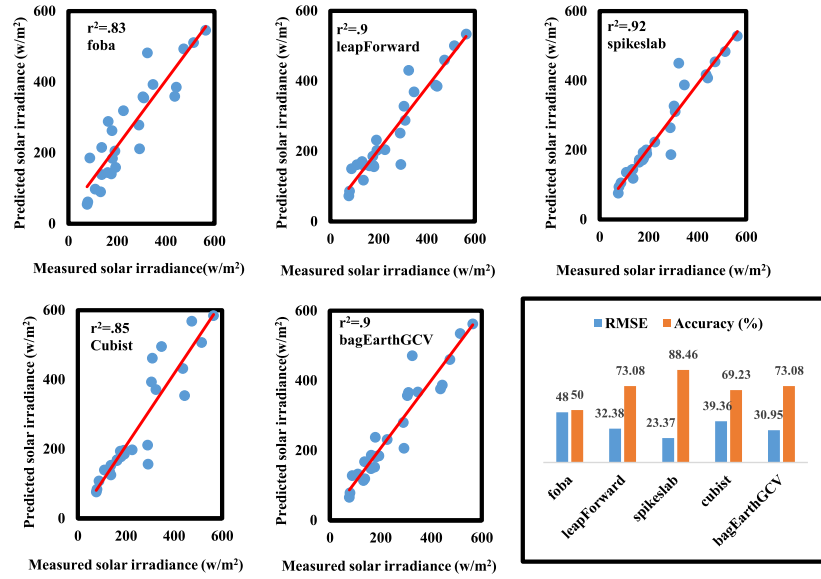 Predicted solar irradiance (w/m²)
600
400
200
0
r²=.83
foba
0 200 400 600
Measured solar irradiance(w/m²)
Predicted solar irradiance (w/m²)
600
400
200
0
r²=.9
leapForward
0 200 400 600
Measured solar irradiance (w/m²)
Predicted solar irradiance (w/m²)
600
400
200
0
r²=.92
spikeslab
0 200 400 600
Measured solar irradiance (w/m²)
Predicted solar irradiance (w/m²)
600
400
200
0
r²=.85
Cubist
0 200 400 600
Measured solar irradiance (w/m²)
Predicted solar irradiance (w/m²)
600
400
200
0
r²=.9
bagEarthGCV
0 200 400 600
Measured solar irradiance (w/m²)
RMSE Accuracy (%)
48 50
32.38 73.08
23.37 88.46
39.36 69.23
30.95 73.08
foba
leapForward
spikeslab
cubist
bagEarthGCV